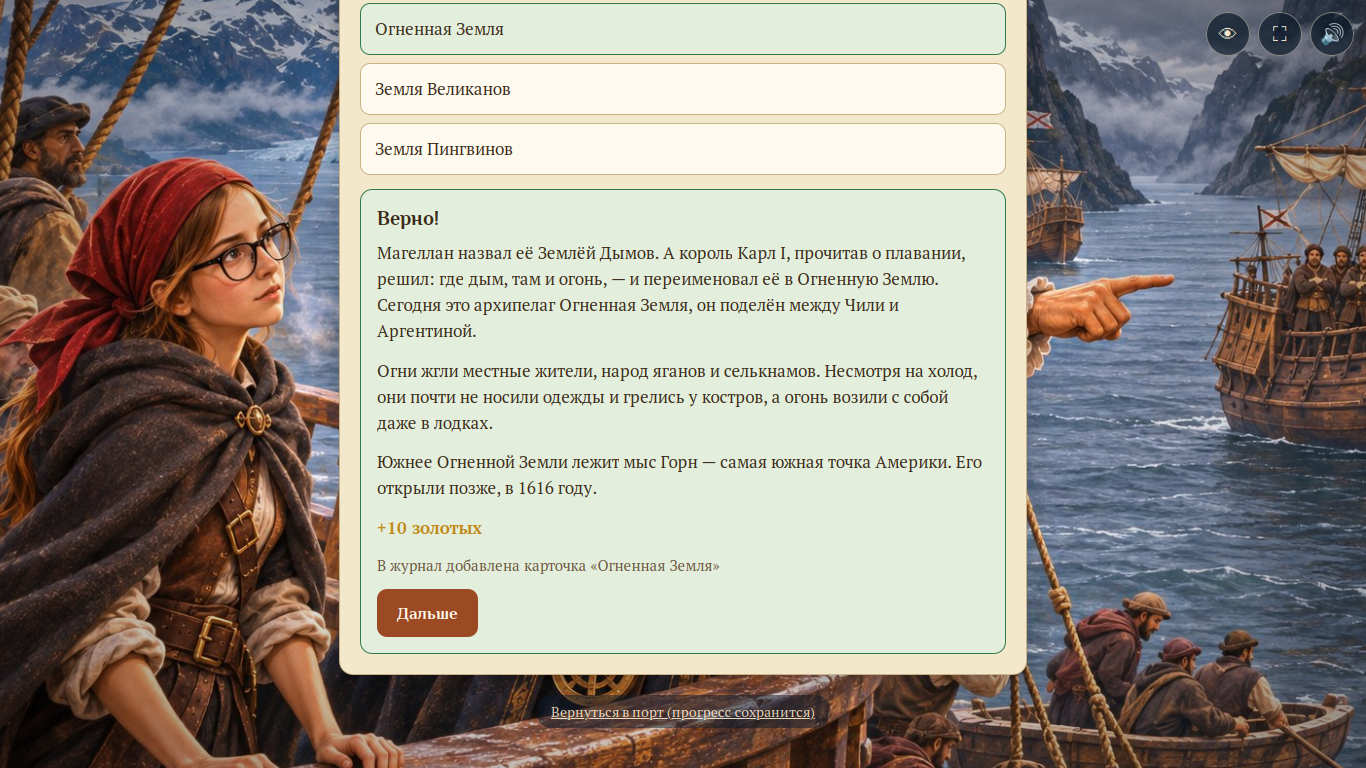 Огненная Земля
Земля Великанов
Земля Пингвинов
Верно!
Магеллан назвал её Землёй Дымов. А король Карл I, прочитав о плавании,
решил: где дым, там и огонь, — и переименовал её в Огненную Землю.
Сегодня это архипелаг Огненная Земля, он поделён между Чили и
Аргентиной.
Огни жгли местные жители, народ яганов и селькнамов. Несмотря на холод,
они почти не носили одежды и грелись у костров, а огонь возили с собой
даже в лодках.
Южнее Огненной Земли лежит мыс Горн — самая южная точка Америки. Его
открыли позже, в 1616 году.
+10 золотых
В журнал добавлена карточка «Огненная Земля»
Дальше
Вернуться в порт (прогресс сохранится)